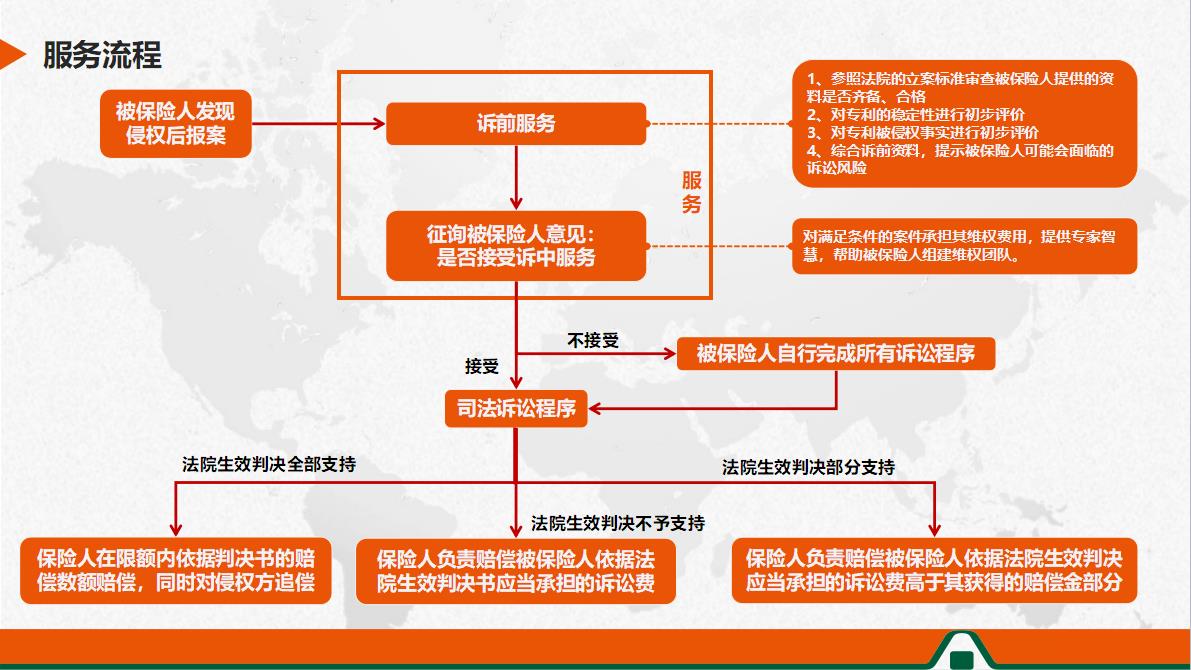 服务流程
被保险人发现
侵权后报案
诉前服务
1、参照法院的立案标准审查被保险人提供的资
料是否齐备、合格
2、对专利的稳定性进行初步评价
3、对专利被侵权事实进行初步评价
4、综合诉前资料，提示被保险人可能会面临的
诉讼风险
服
务
征询被保险人意见：
是否接受诉中服务
对满足条件的案件承担其维权费用，提供专家智
慧，帮助被保险人组建维权团队。
不接受
被保险人自行完成所有诉讼程序
接受
司法诉讼程序
法院生效判决全部支持
法院生效判决部分支持
法院生效判决不予支持
保险人在限额内依据判决书的赔
偿数额赔偿，同时对侵权方追偿
保险人负责赔偿被保险人依据法
院生效判决书应当承担的诉讼费
保险人负责赔偿被保险人依据法院生效判决
应当承担的诉讼费高于其获得的赔偿金部分